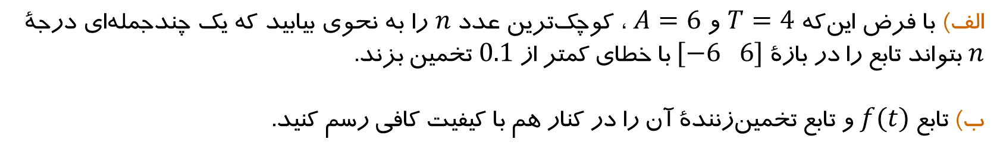 الف) با فرض این‌که T = 4 و A = 6 ، کوچک‌ترین عدد n را به نحوی بیابید که یک چندجمله‌ای درجهٔ
n بتواند تابع را در بازهٔ [−6 6] با خطای کمتر از 0.1 تخمین بزند.
ب) تابع f(t) و تابع تخمین‌زنندهٔ آن را در کنار هم با کیفیت کافی رسم کنید.